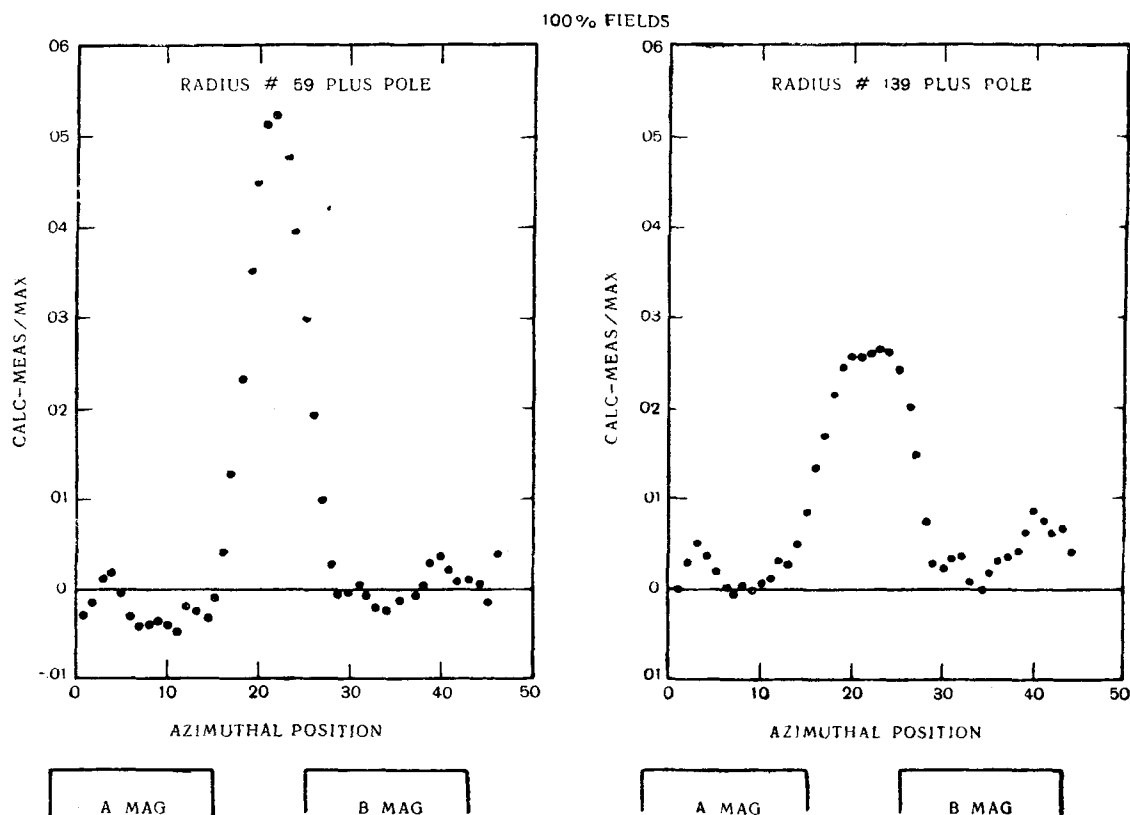 100% FIELDS
RADIUS # 59 PLUS POLE
06
05
04
03
02
01
0
-.01
CALC-MEAS/MAX
0 10 20 30 40 50
AZIMUTHAL POSITION
A MAG
B MAG
RADIUS # 139 PLUS POLE
06
05
04
03
02
01
0
01
CALC-MEAS/MAX
0 10 20 30 40 50
AZIMUTHAL POSITION
A MAG
B MAG